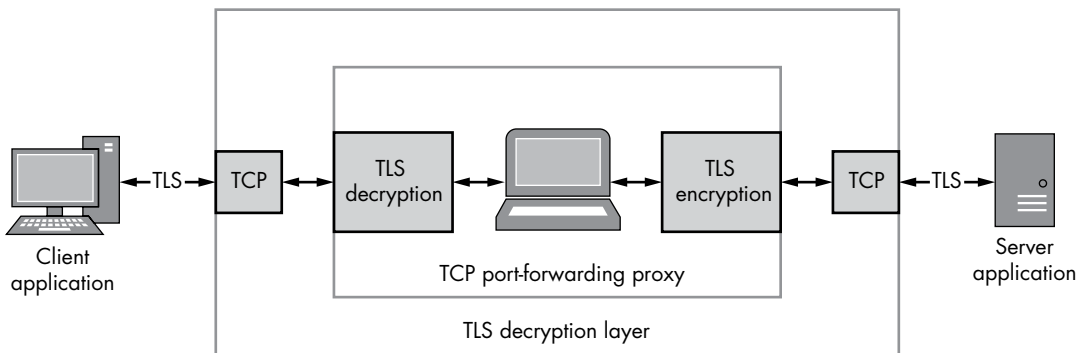 TLS
TCP
TLS
decryption
TLS
encryption
TCP
TLS
Client
application
Server
application
TCP port-forwarding proxy
TLS decryption layer